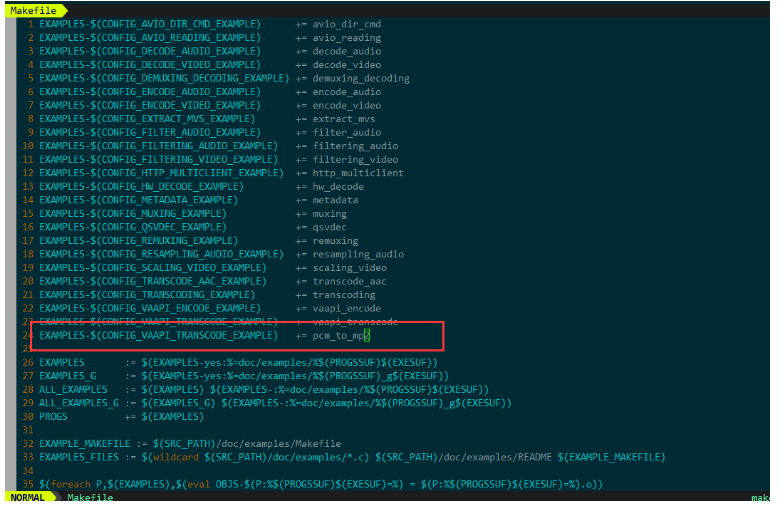 Makefile
1 EXAMPLES-$(CONFIG_AVIO_DIR_CMD_EXAMPLE) += avio_dir_cmd
2 EXAMPLES-$(CONFIG_AVIO_READING_EXAMPLE) += avio_reading
3 EXAMPLES-$(CONFIG_DECODE_AUDIO_EXAMPLE) += decode_audio
4 EXAMPLES-$(CONFIG_DECODE_VIDEO_EXAMPLE) += decode_video
5 EXAMPLES-$(CONFIG_DEMUXING_DECODING_EXAMPLE) += demuxing_decoding
6 EXAMPLES-$(CONFIG_ENCODE_AUDIO_EXAMPLE) += encode_audio
7 EXAMPLES-$(CONFIG_ENCODE_VIDEO_EXAMPLE) += encode_video
8 EXAMPLES-$(CONFIG_EXTRACT_MVS_EXAMPLE) += extract_mvs
9 EXAMPLES-$(CONFIG_FILTER_AUDIO_EXAMPLE) += filter_audio
10 EXAMPLES-$(CONFIG_FILTERING_AUDIO_EXAMPLE) += filtering_audio
11 EXAMPLES-$(CONFIG_FILTERING_VIDEO_EXAMPLE) += filtering_video
12 EXAMPLES-$(CONFIG_HTTP_MULTICLIENT_EXAMPLE) += http_multiclient
13 EXAMPLES-$(CONFIG_HW_DECODE_EXAMPLE) += hw_decode
14 EXAMPLES-$(CONFIG_METADATA_EXAMPLE) += metadata
15 EXAMPLES-$(CONFIG_MUXING_EXAMPLE) += muxing
16 EXAMPLES-$(CONFIG_QSVDEC_EXAMPLE) += qsvdec
17 EXAMPLES-$(CONFIG_REMUXING_EXAMPLE) += remuxing
18 EXAMPLES-$(CONFIG_RESAMPLING_AUDIO_EXAMPLE) += resampling_audio
19 EXAMPLES-$(CONFIG_SCALING_VIDEO_EXAMPLE) += scaling_video
20 EXAMPLES-$(CONFIG_TRANSCODE_AAC_EXAMPLE) += transcode_aac
21 EXAMPLES-$(CONFIG_TRANSCODING_EXAMPLE) += transcoding
22 EXAMPLES-$(CONFIG_VAAPI_ENCODE_EXAMPLE) += vaapi_encode
23 EXAMPLES-$(CONFIG_VAAPI_TRANSCODE_EXAMPLE) += vaapi_transcode
24 EXAMPLES-$(CONFIG_VAAPI_TRANSCODE_EXAMPLE) += pcm_to_mp2
25
26 EXAMPLES := $(EXAMPLES-yes:%=doc/examples/%$(PROGSSUF)$(EXESUF))
27 EXAMPLES_G := $(EXAMPLES-yes:%=doc/examples/%$(PROGSSUF)_g$(EXESUF))
28 ALL_EXAMPLES := $(EXAMPLES) $(EXAMPLES-:%=doc/examples/%$(PROGSSUF)$(EXESUF))
29 ALL_EXAMPLES_G := $(EXAMPLES_G) $(EXAMPLES-:%=doc/examples/%$(PROGSSUF)_g$(EXESUF))
30 PROGS += $(EXAMPLES)
31
32 EXAMPLE_MAKEFILE := $(SRC_PATH)/doc/examples/Makefile
33 EXAMPLES_FILES := $(wildcard $(SRC_PATH)/doc/examples/*.c) $(SRC_PATH)/doc/examples/README $(EXAMPLE_MAKEFILE)
34
35 $(foreach P,$(EXAMPLES),$(eval OBJS-$(P:%$(PROGSSUF)$(EXESUF)=%) = $(P:%$(PROGSSUF)$(EXESUF)=%).o))
NORMAL Makefile mak